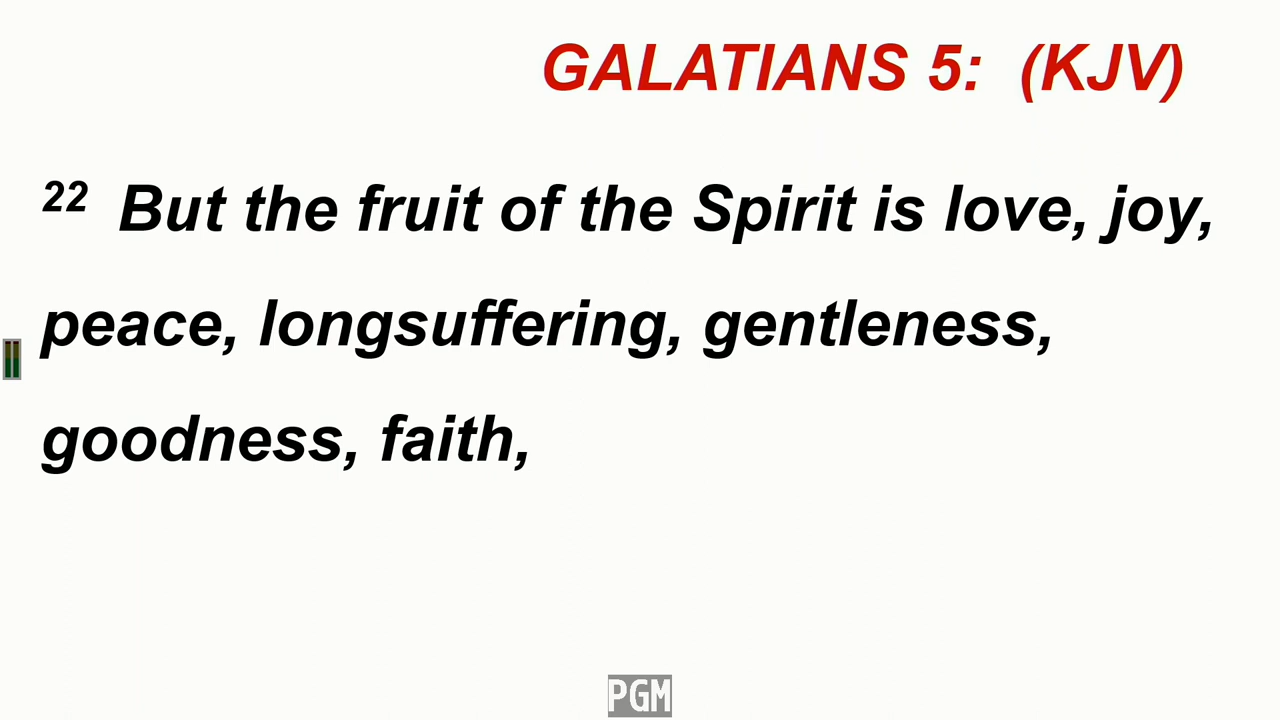 GALATIANS 5: (KJV)
22 But the fruit of the Spirit is love, joy,
peace, longsuffering, gentleness,
goodness, faith,
PGM